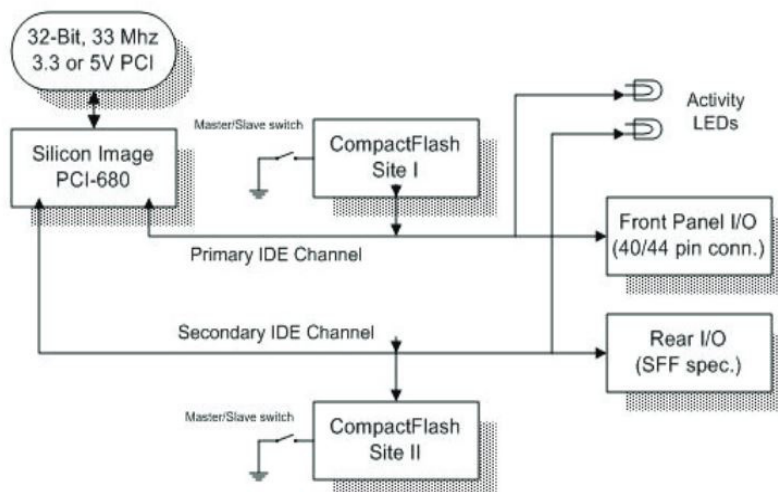 32-Bit, 33 Mhz
3.3 or 5V PCI
Silicon Image
PCI-680
Master/Slave switch
CompactFlash
Site I
Activity
LEDs
Primary IDE Channel
Front Panel I/O
(40/44 pin conn.)
Secondary IDE Channel
Rear I/O
(SFF spec.)
Master/Slave switch
CompactFlash
Site II